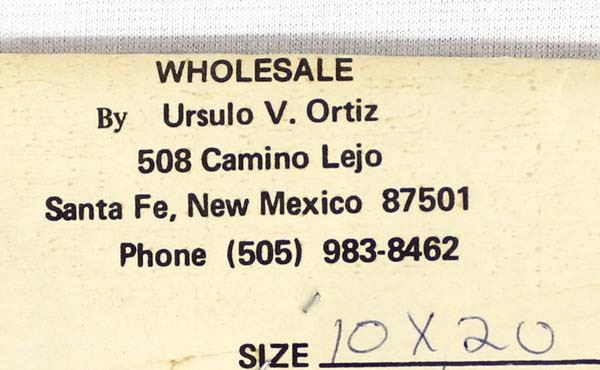 WHOLESALE
By Ursulo V. Ortiz
508 Camino Lejo
Santa Fe, New Mexico 87501
Phone (505) 983-8462
SIZE 10 X 20